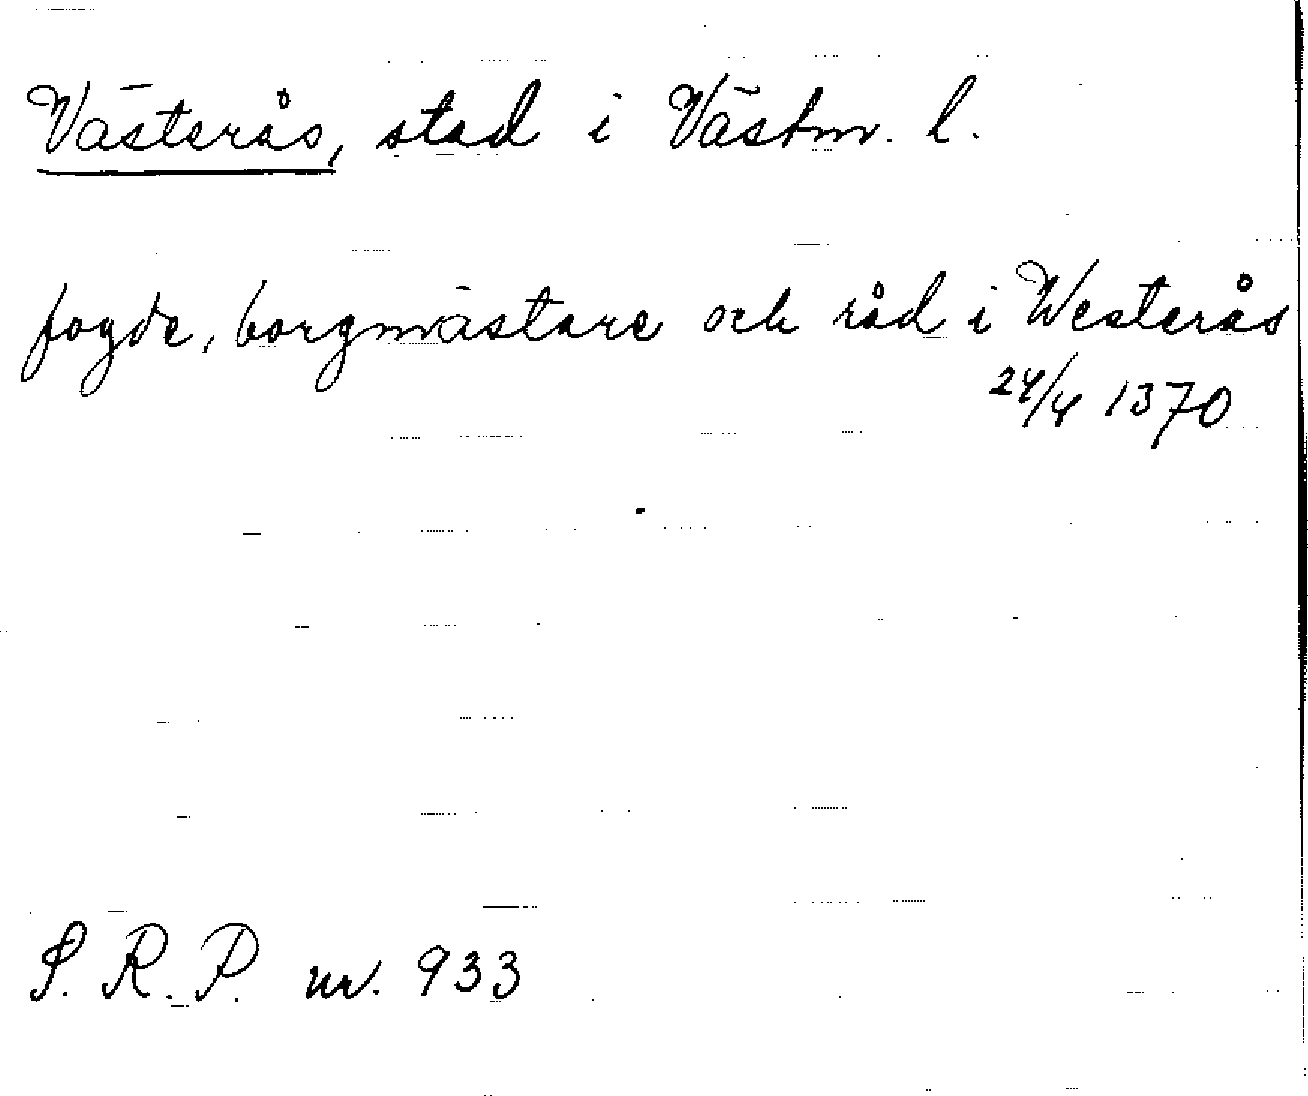 Västerås, stad i Västm. l.
fogde, borgmästare och råd i Westerås
24/4 1370
S. R. P. nr. 933